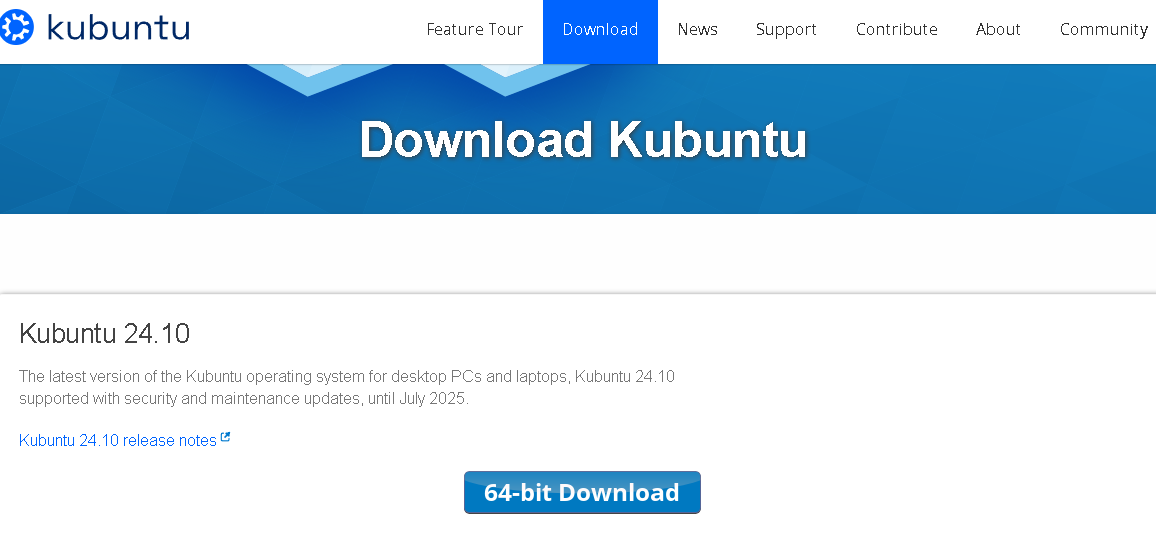 kubuntu
Feature Tour Download News Support Contribute About Community
Download Kubuntu
Kubuntu 24.10
The latest version of the Kubuntu operating system for desktop PCs and laptops, Kubuntu 24.10
supported with security and maintenance updates, until July 2025.
Kubuntu 24.10 release notes
64-bit Download